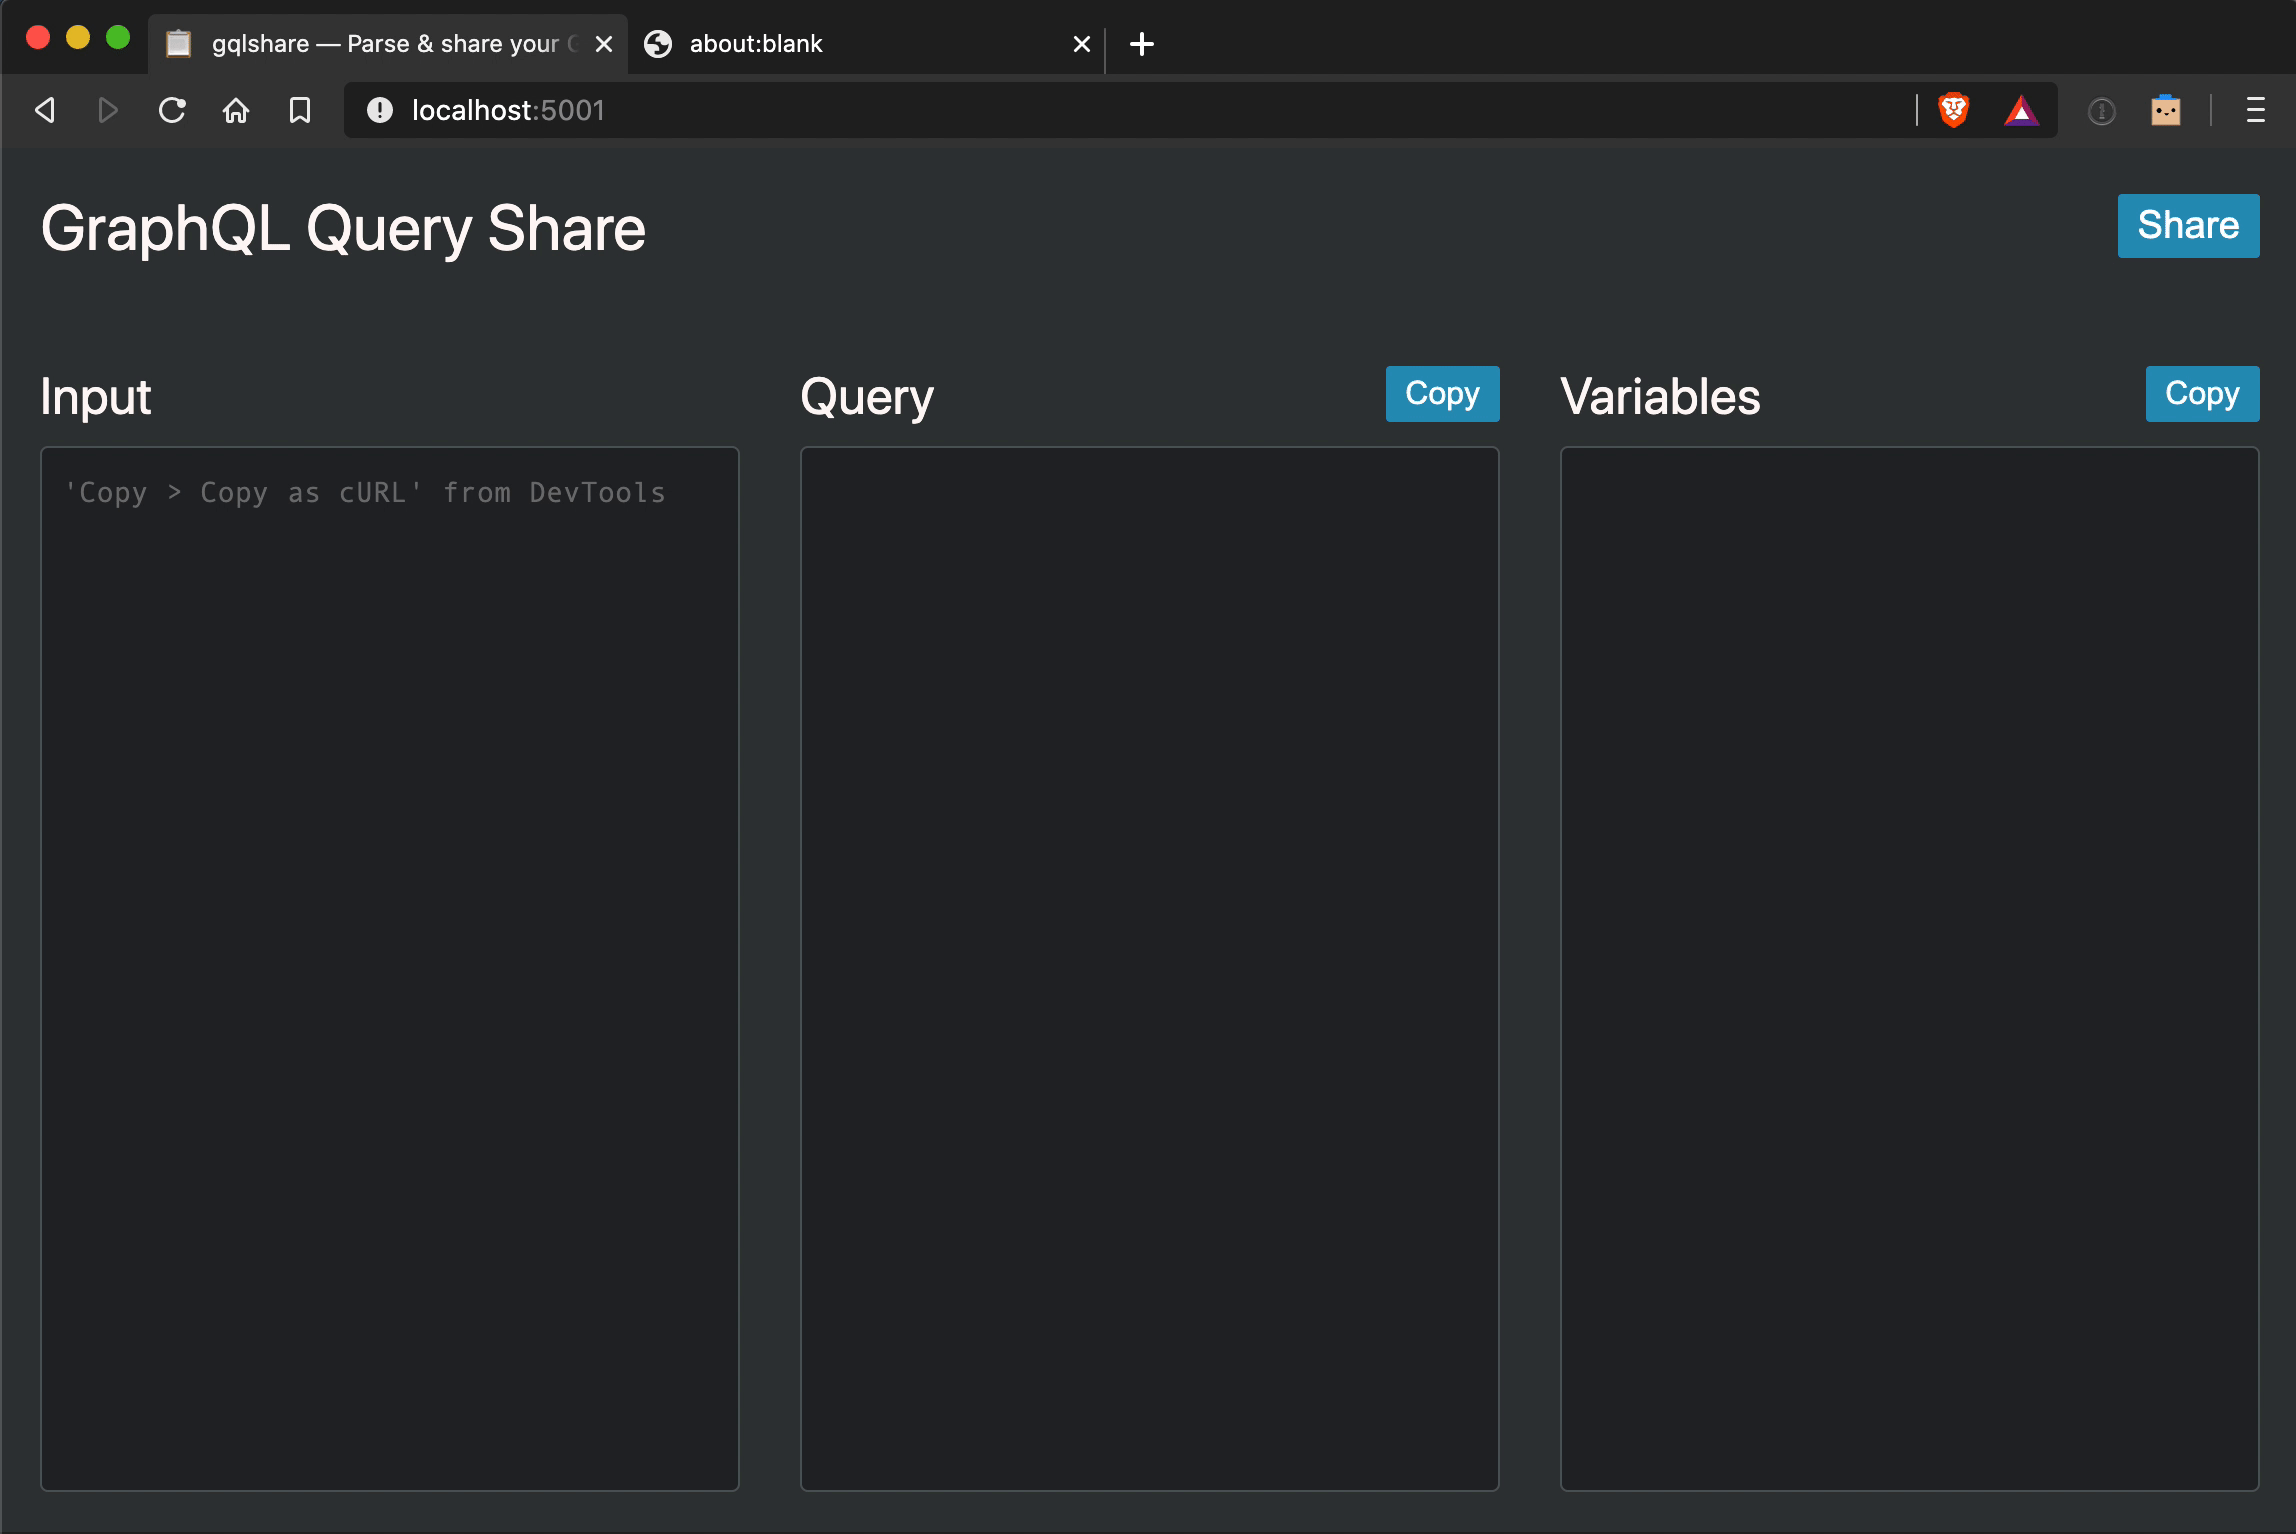 gqlshare — Parse & share your
about:blank
localhost:5001
GraphQL Query Share
Share
Input
Query
Copy
Variables
Copy
'Copy > Copy as cURL' from DevTools